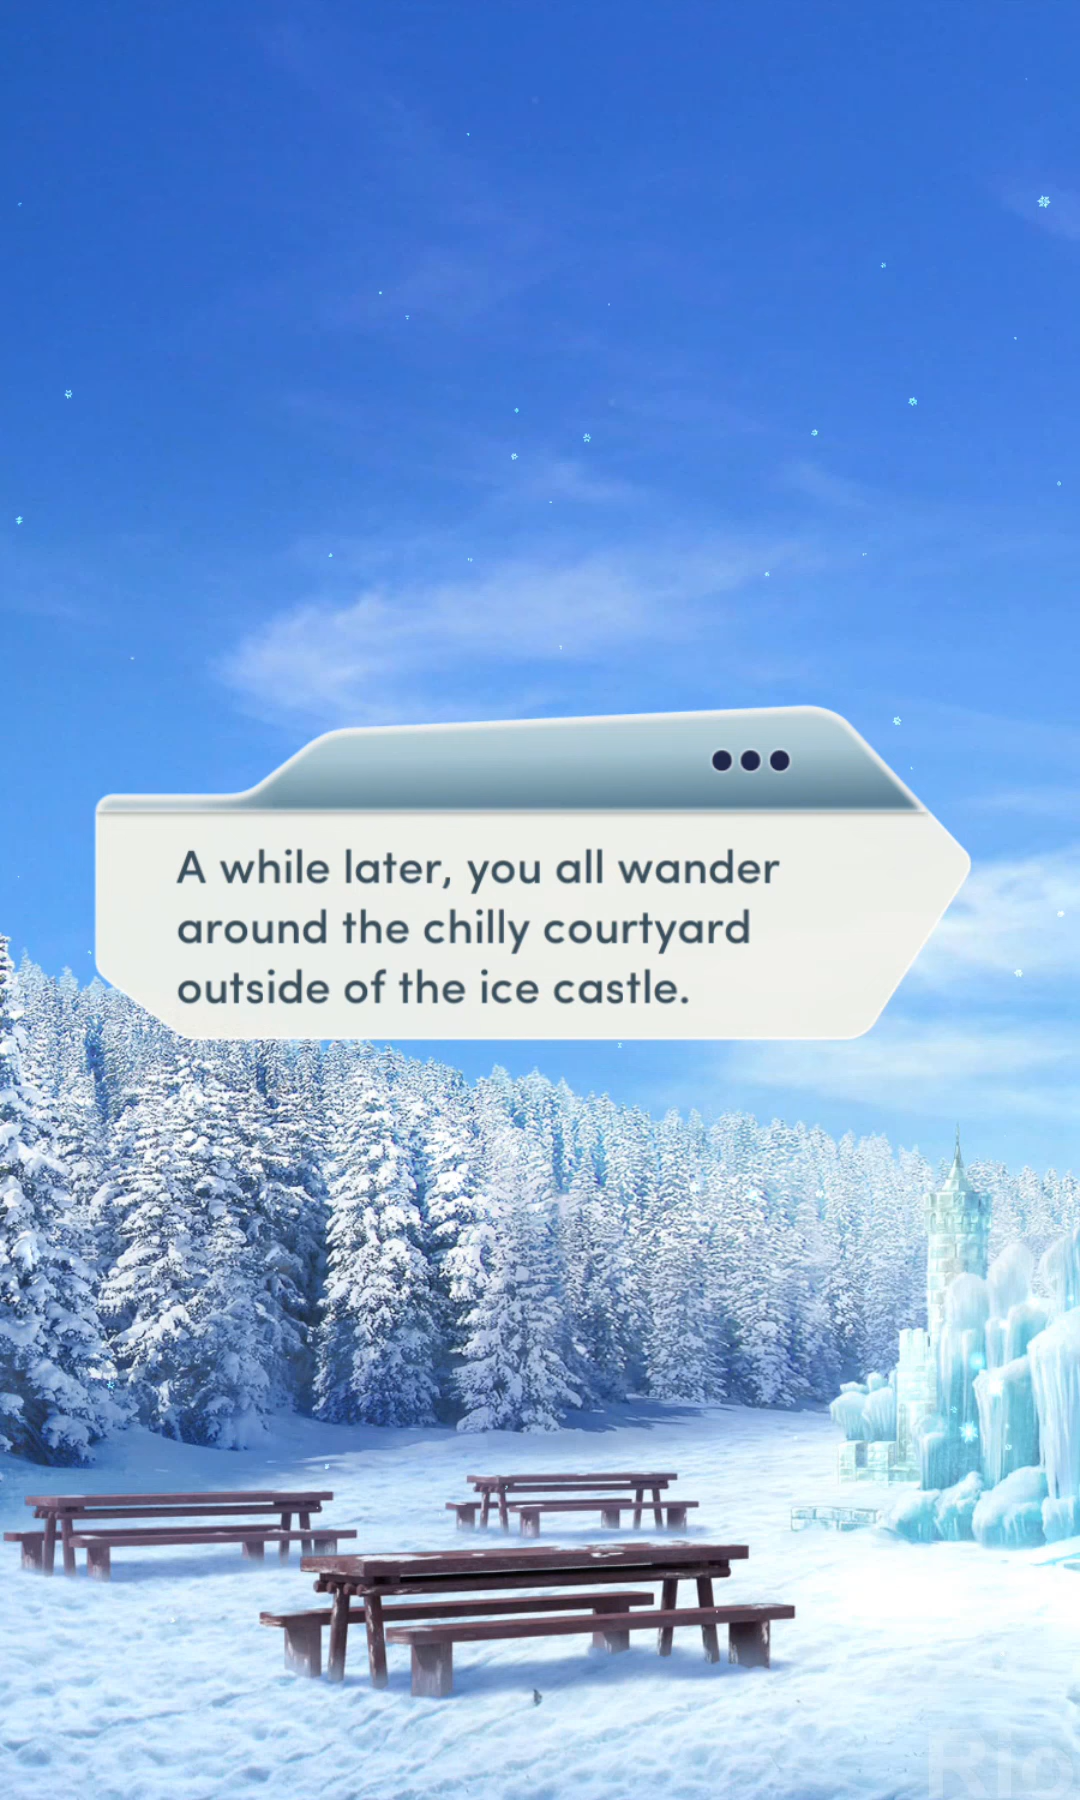 A while later, you all wander
around the chilly courtyard
outside of the ice castle.